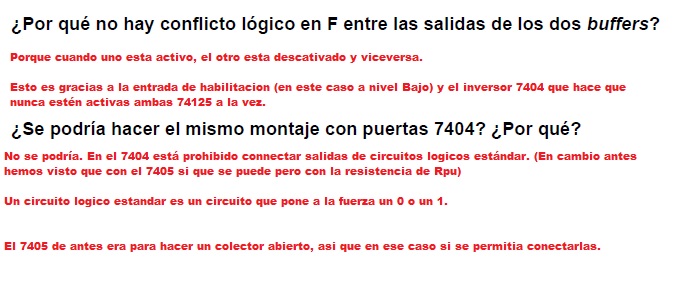 ¿Por qué no hay conflicto lógico en F entre las salidas de los dos buffers?
Porque cuando uno esta activo, el otro esta descativado y viceversa.
Esto es gracias a la entrada de habilitacion (en este caso a nivel Bajo) y el inversor 7404 que hace que
nunca estén activas ambas 74125 a la vez.
¿Se podría hacer el mismo montaje con puertas 7404? ¿Por qué?
No se podría. En el 7404 está prohibido connectar salidas de circuitos logicos estándar. (En cambio antes
hemos visto que con el 7405 si que se puede pero con la resistencia de Rpu)
Un circuito logico estandar es un circuito que pone a la fuerza un 0 o un 1.
El 7405 de antes era para hacer un colector abierto, asi que en ese caso si se permitia conectarlas.